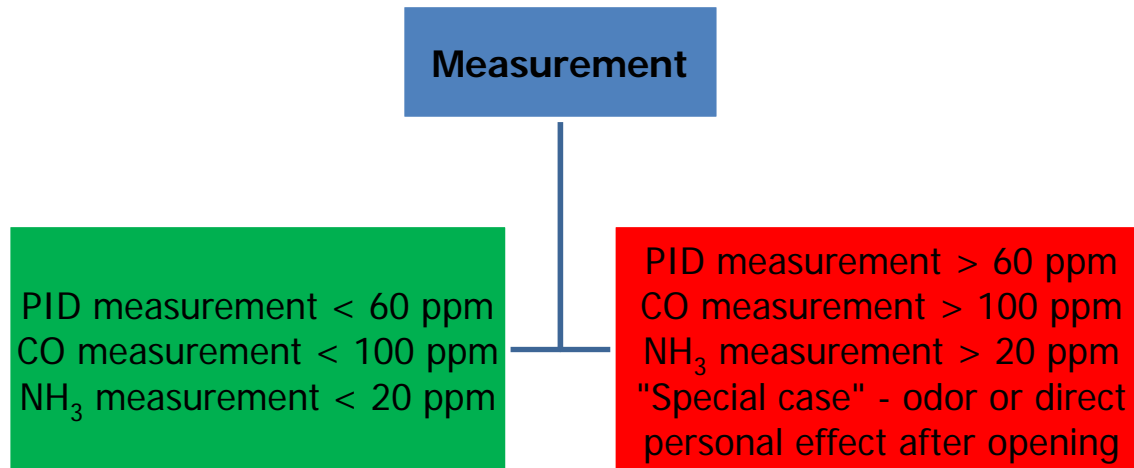 Measurement
PID measurement < 60 ppm
CO measurement < 100 ppm
NH₃ measurement < 20 ppm
PID measurement > 60 ppm
CO measurement > 100 ppm
NH₃ measurement > 20 ppm
"Special case" - odor or direct
personal effect after opening